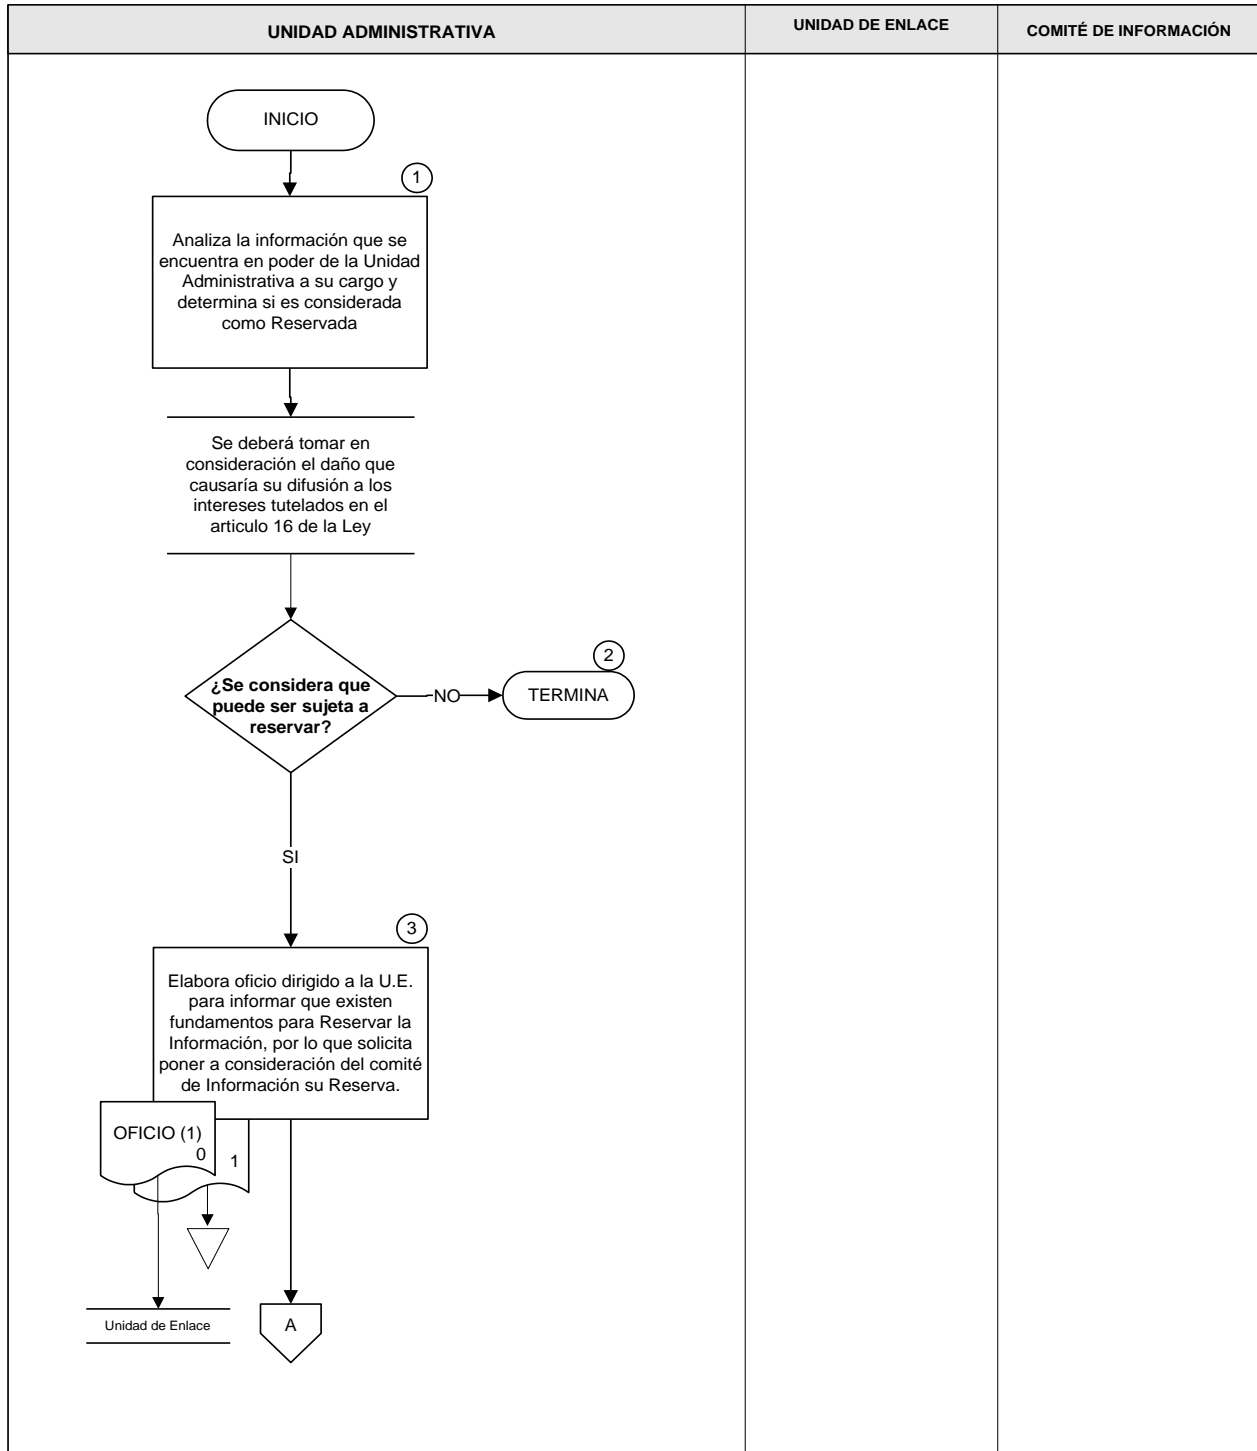 UNIDAD ADMINISTRATIVA
UNIDAD DE ENLACE
COMITÉ DE INFORMACIÓN
INICIO
1
Analiza la información que se
encuentra en poder de la Unidad
Administrativa a su cargo y
determina si es considerada
como Reservada
Se deberá tomar en
consideración el daño que
causaría su difusión a los
intereses tutelados en el
articulo 16 de la Ley
¿Se considera que
puede ser sujeta a
reservar?
NO
2
TERMINA
SI
3
Elabora oficio dirigido a la U.E.
para informar que existen
fundamentos para Reservar la
Información, por lo que solicita
poner a consideración del comité
de Información su Reserva.
OFICIO (1)
0
1
Unidad de Enlace
A